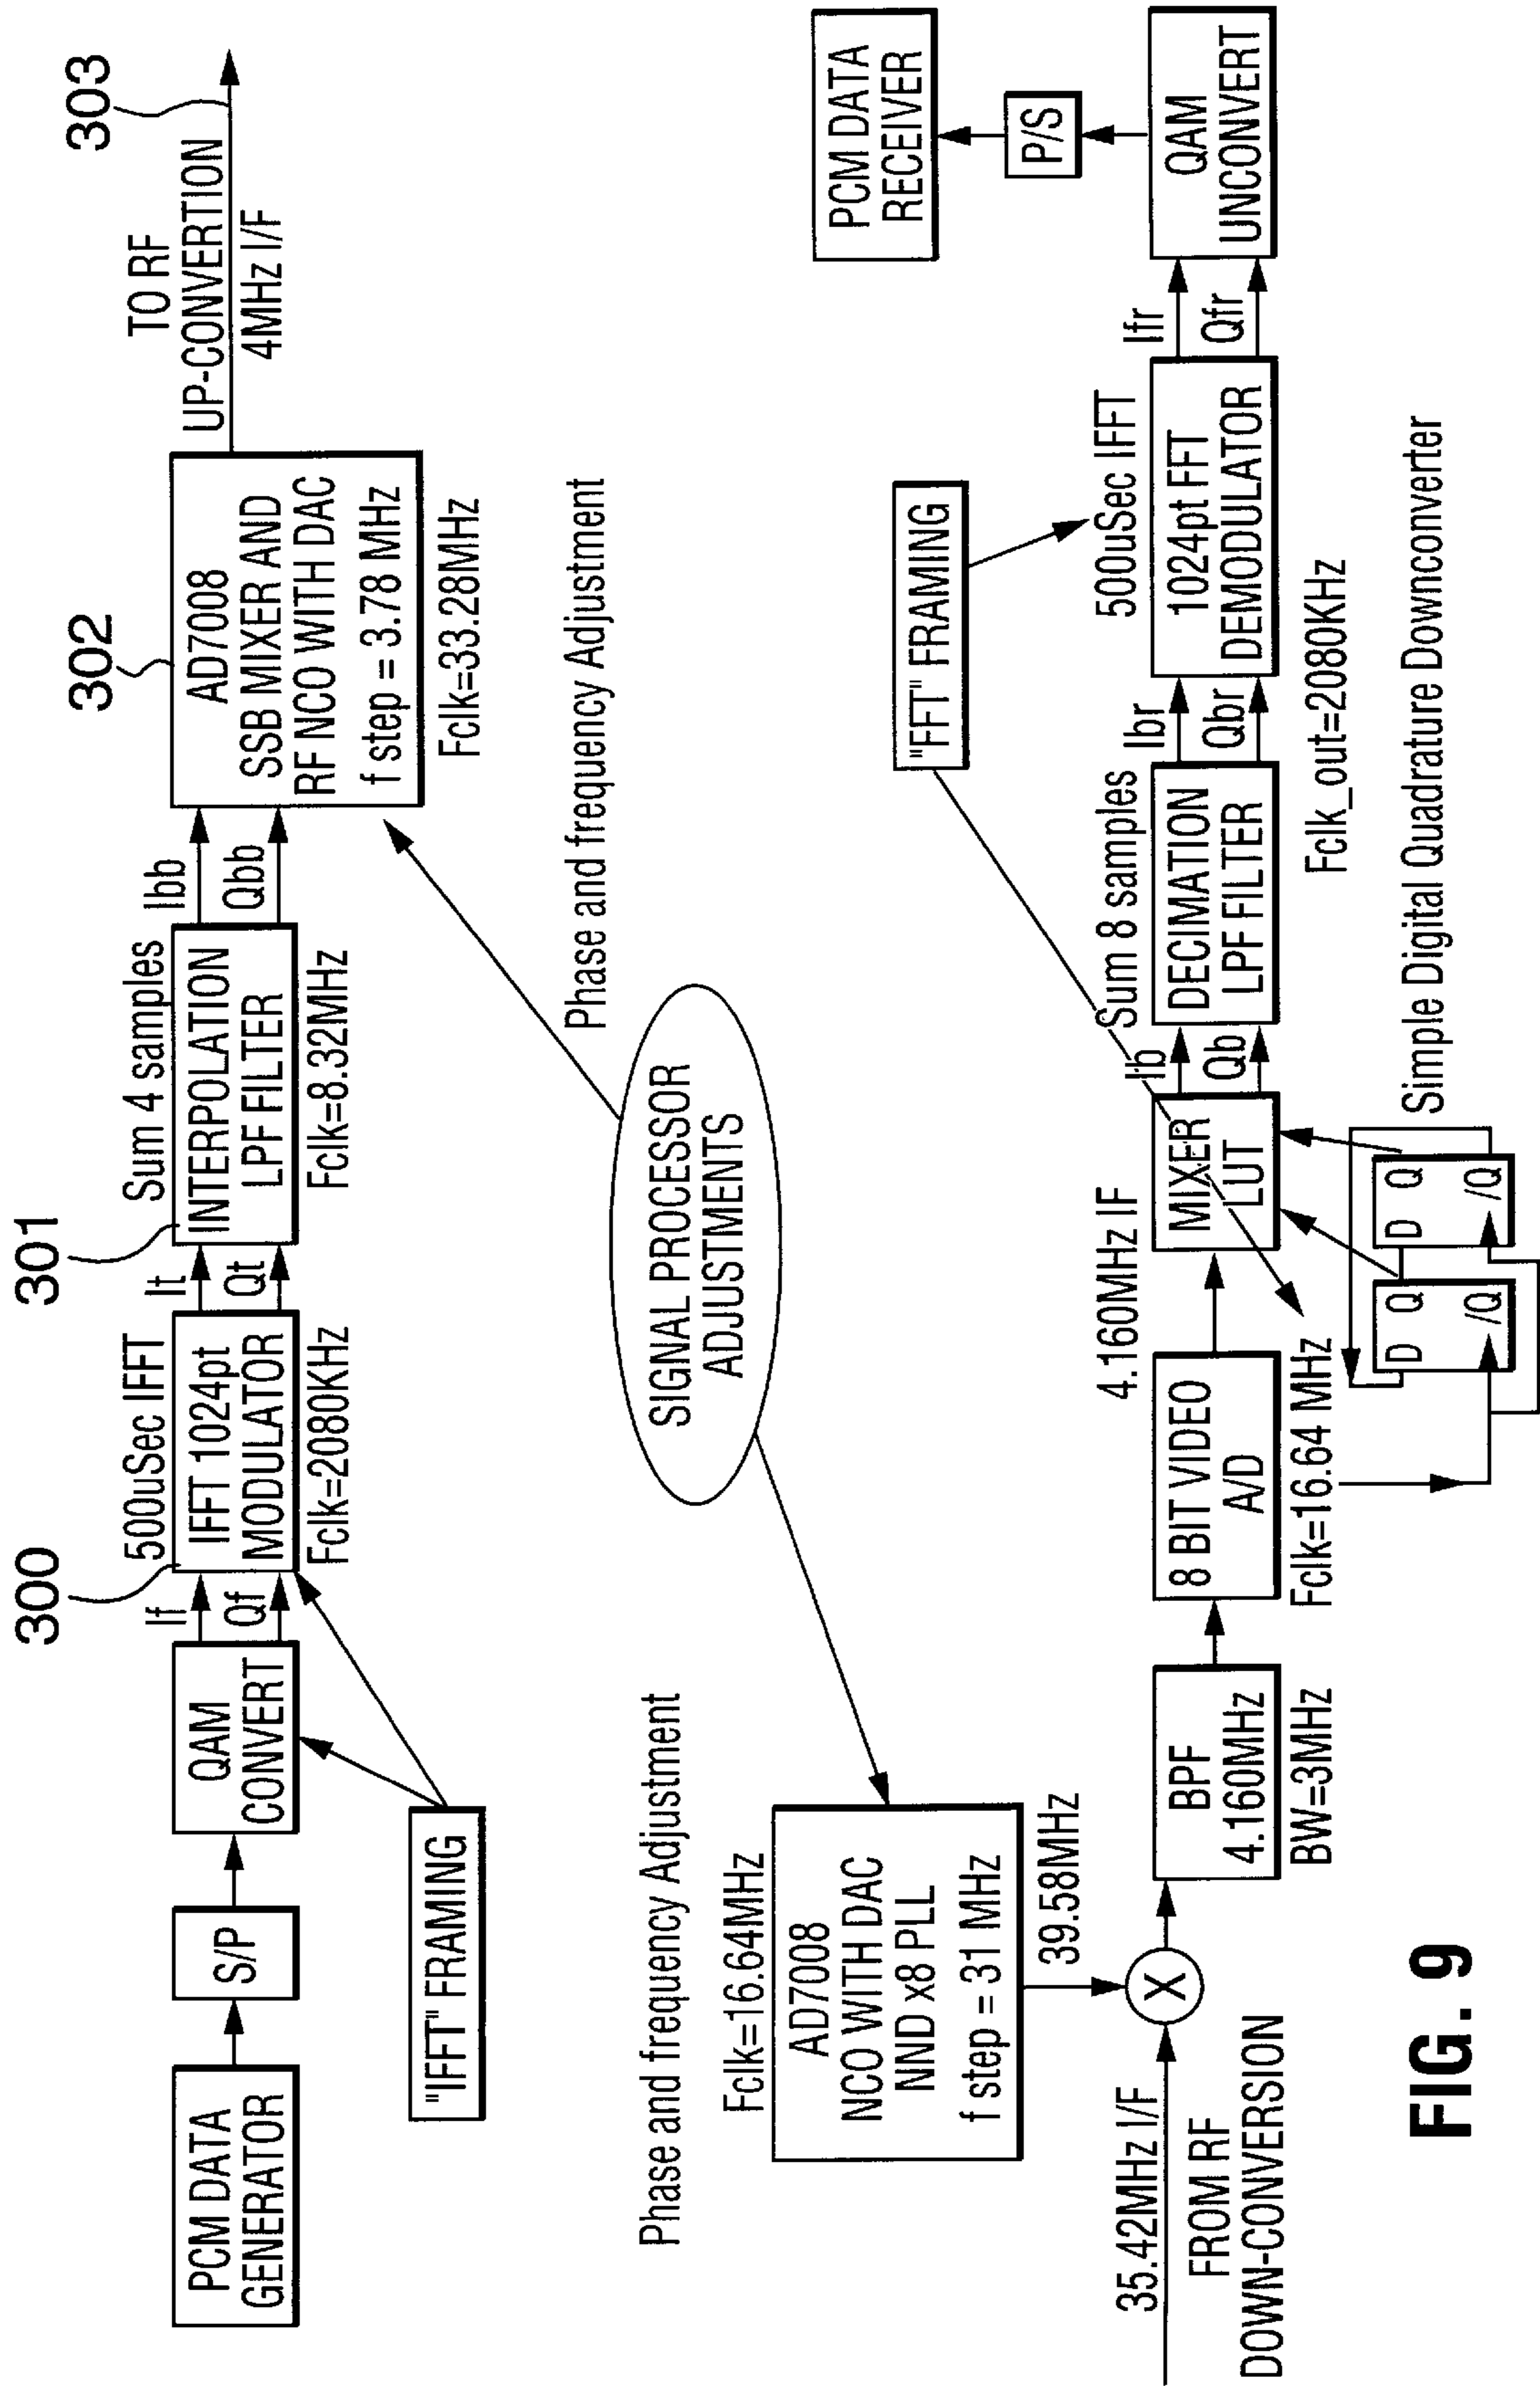 PCM DATA
GENERATOR
S/P
QAM
CONVERT
"IFFT" FRAMING
If
Qf
300
500uSec IFFT
IFFT 1024pt
MODULATOR
Fclk=2080KHz
It
Qt
301
Sum 4 samples
INTERPOLATION
LPF FILTER
Fclk=8.32MHz
Ibb
Qbb
302
AD7008
SSB MIXER AND
RF NCO WITH DAC
f step = 3.78 MHz
Fclk=33.28MHz
TO RF
UP-CONVERTION
4MHz I/F
303
Phase and frequency Adjustment
SIGNAL PROCESSOR
ADJUSTMENTS
Phase and frequency Adjustment
Fclk=16.64MHz
AD7008
NCO WITH DAC
NND x8 PLL
f step = 31 MHz
39.58MHz
35.42MHz I/F
FROM RF
DOWN-CONVERSION
X
BPF
4.160MHz
BW=3MHz
8 BIT VIDEO
A/D
Fclk=16.64 MHz
4.160MHz IF
MIXER
LUT
D Q
/Q
D Q
/Q
Simple Digital Quadrature Downconverter
Ib
Qb
Sum 8 samples
DECIMATION
LPF FILTER
Fclk_out=2080KHz
Ibr
Qbr
"FFT" FRAMING
500uSec IFFT
1024pt FFT
DEMODULATOR
Ifr
Qfr
QAM
UNCONVERT
P/S
PCM DATA
RECEIVER
FIG. 9